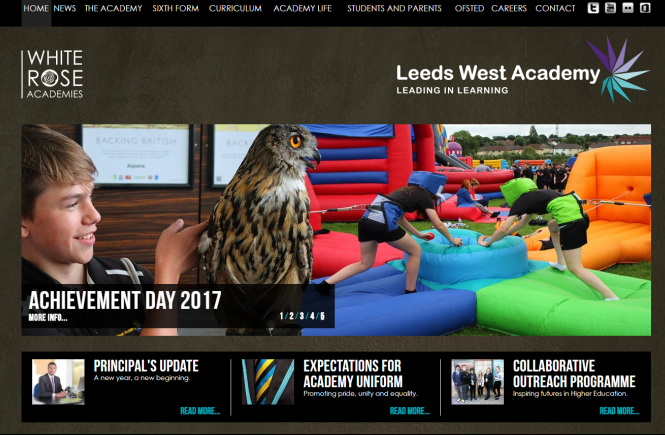 HOME NEWS THE ACADEMY SIXTH FORM CURRICULUM ACADEMY LIFE STUDENTS AND PARENTS OFSTED CAREERS CONTACT
WHITE
ROSE
ACADEMIES
Leeds West Academy
LEADING IN LEARNING
BACKING BRITISH
ACHIEVEMENT DAY 2017
MORE INFO...
1/2/3/4/5
PRINCIPAL'S UPDATE
A new year, a new beginning.
READ MORE...
EXPECTATIONS FOR
ACADEMY UNIFORM
Promoting pride, unity and equality.
READ MORE...
COLLABORATIVE
OUTREACH PROGRAMME
Inspiring futures in Higher Education.
READ MORE...